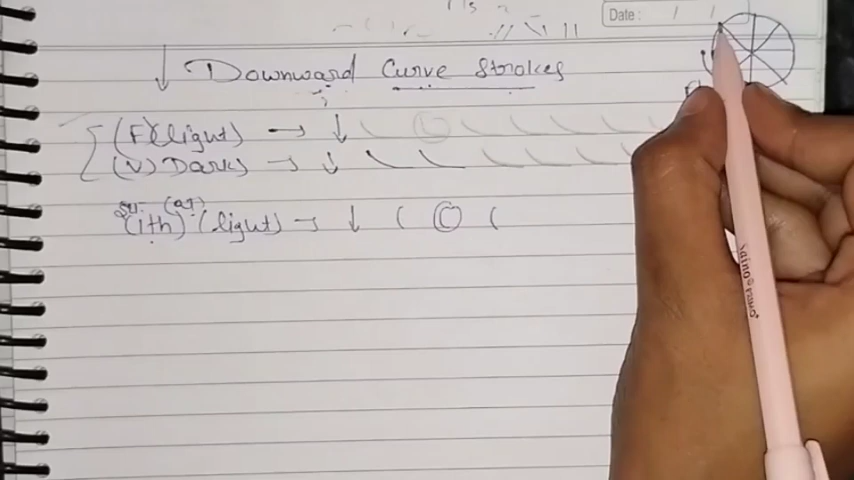 Date: / /
↓ Downward Curve Strokes
(F) (light) → ↓
(V) Dark → ↓
(ith) (light) → ↓ ( (